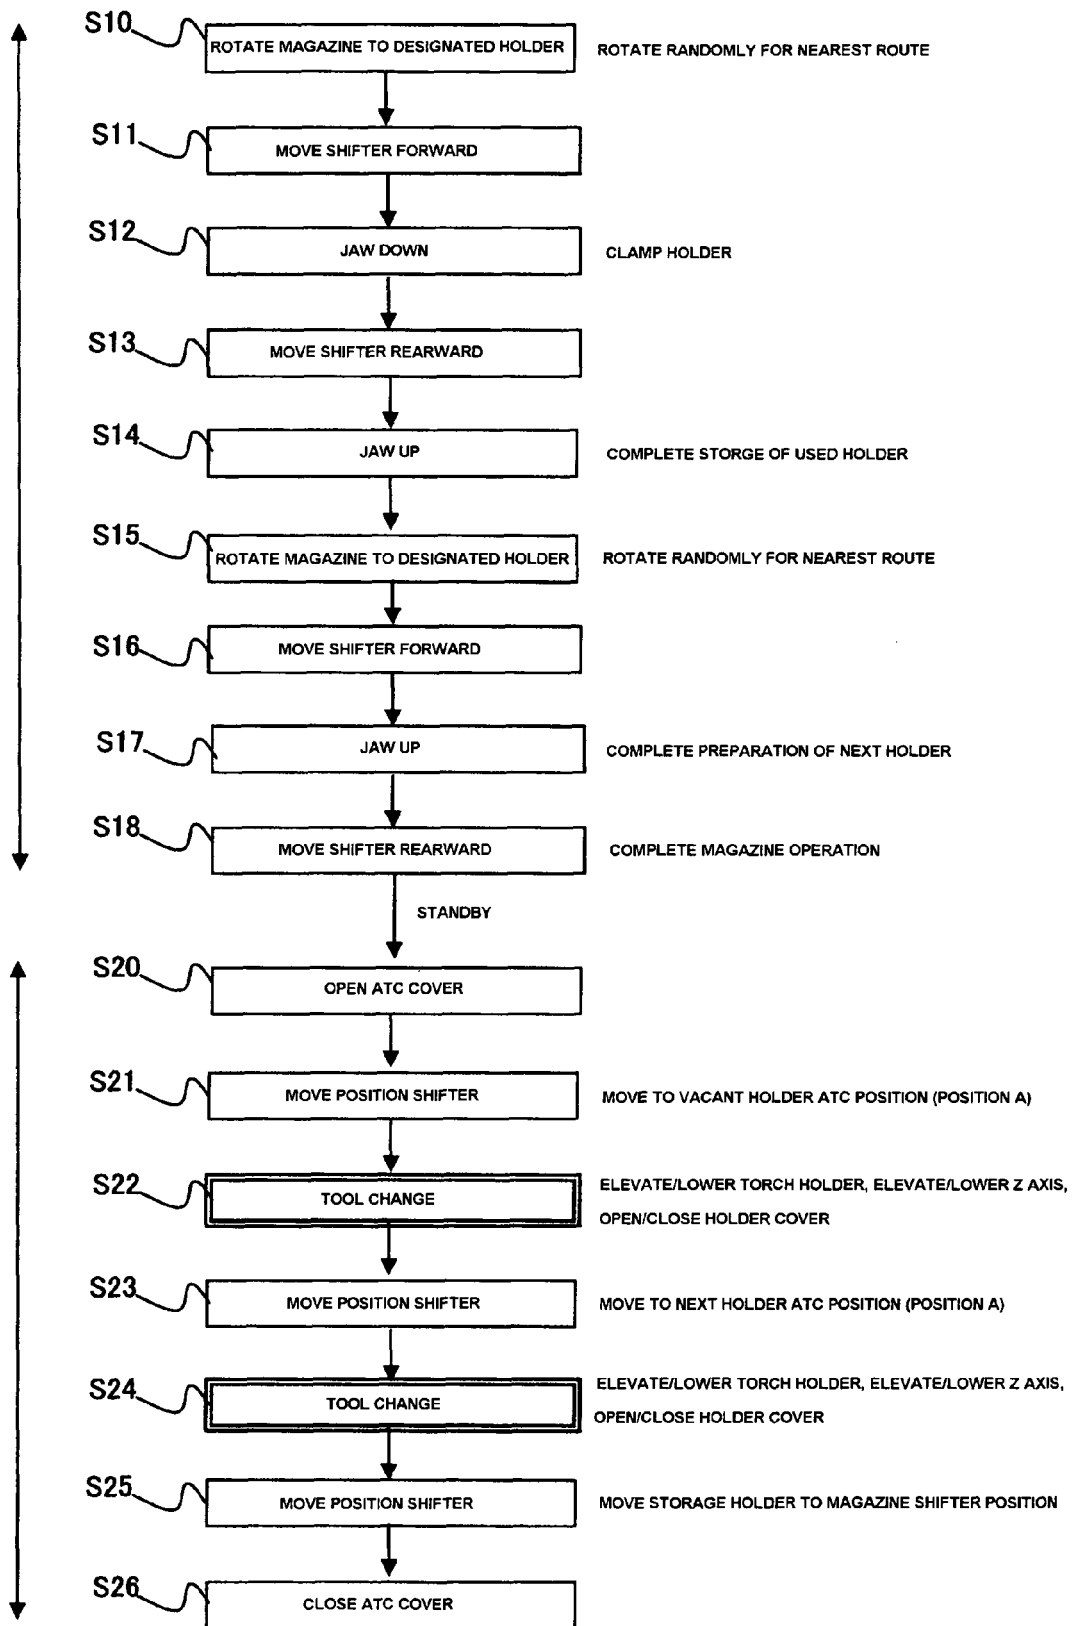 S10
ROTATE MAGAZINE TO DESIGNATED HOLDER
ROTATE RANDOMLY FOR NEAREST ROUTE
S11
MOVE SHIFTER FORWARD
S12
JAW DOWN
CLAMP HOLDER
S13
MOVE SHIFTER REARWARD
S14
JAW UP
COMPLETE STORGE OF USED HOLDER
S15
ROTATE MAGAZINE TO DESIGNATED HOLDER
ROTATE RANDOMLY FOR NEAREST ROUTE
S16
MOVE SHIFTER FORWARD
S17
JAW UP
COMPLETE PREPARATION OF NEXT HOLDER
S18
MOVE SHIFTER REARWARD
COMPLETE MAGAZINE OPERATION
STANDBY
S20
OPEN ATC COVER
S21
MOVE POSITION SHIFTER
MOVE TO VACANT HOLDER ATC POSITION (POSITION A)
S22
TOOL CHANGE
ELEVATE/LOWER TORCH HOLDER, ELEVATE/LOWER Z AXIS,
OPEN/CLOSE HOLDER COVER
S23
MOVE POSITION SHIFTER
MOVE TO NEXT HOLDER ATC POSITION (POSITION A)
S24
TOOL CHANGE
ELEVATE/LOWER TORCH HOLDER, ELEVATE/LOWER Z AXIS,
OPEN/CLOSE HOLDER COVER
S25
MOVE POSITION SHIFTER
MOVE STORAGE HOLDER TO MAGAZINE SHIFTER POSITION
S26
CLOSE ATC COVER